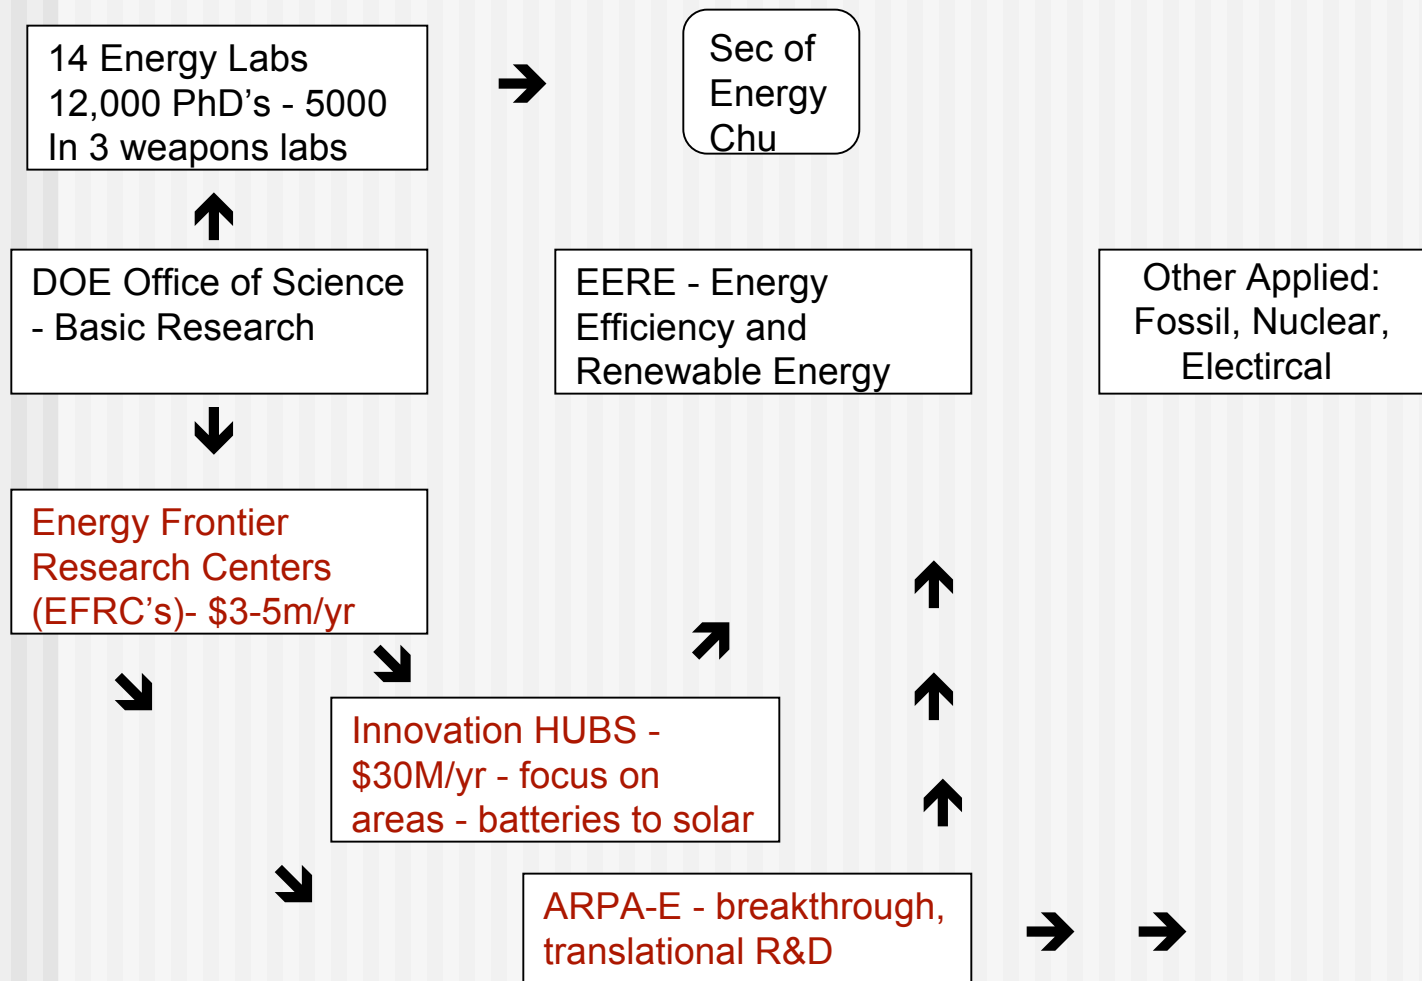 14 Energy Labs
12,000 PhD's - 5000
In 3 weapons labs
Sec of
Energy
Chu
DOE Office of Science
- Basic Research
EERE - Energy
Efficiency and
Renewable Energy
Other Applied:
Fossil, Nuclear,
Electircal
Energy Frontier
Research Centers
(EFRC's)- $3-5m/yr
Innovation HUBS -
$30M/yr - focus on
areas - batteries to solar
ARPA-E - breakthrough,
translational R&D